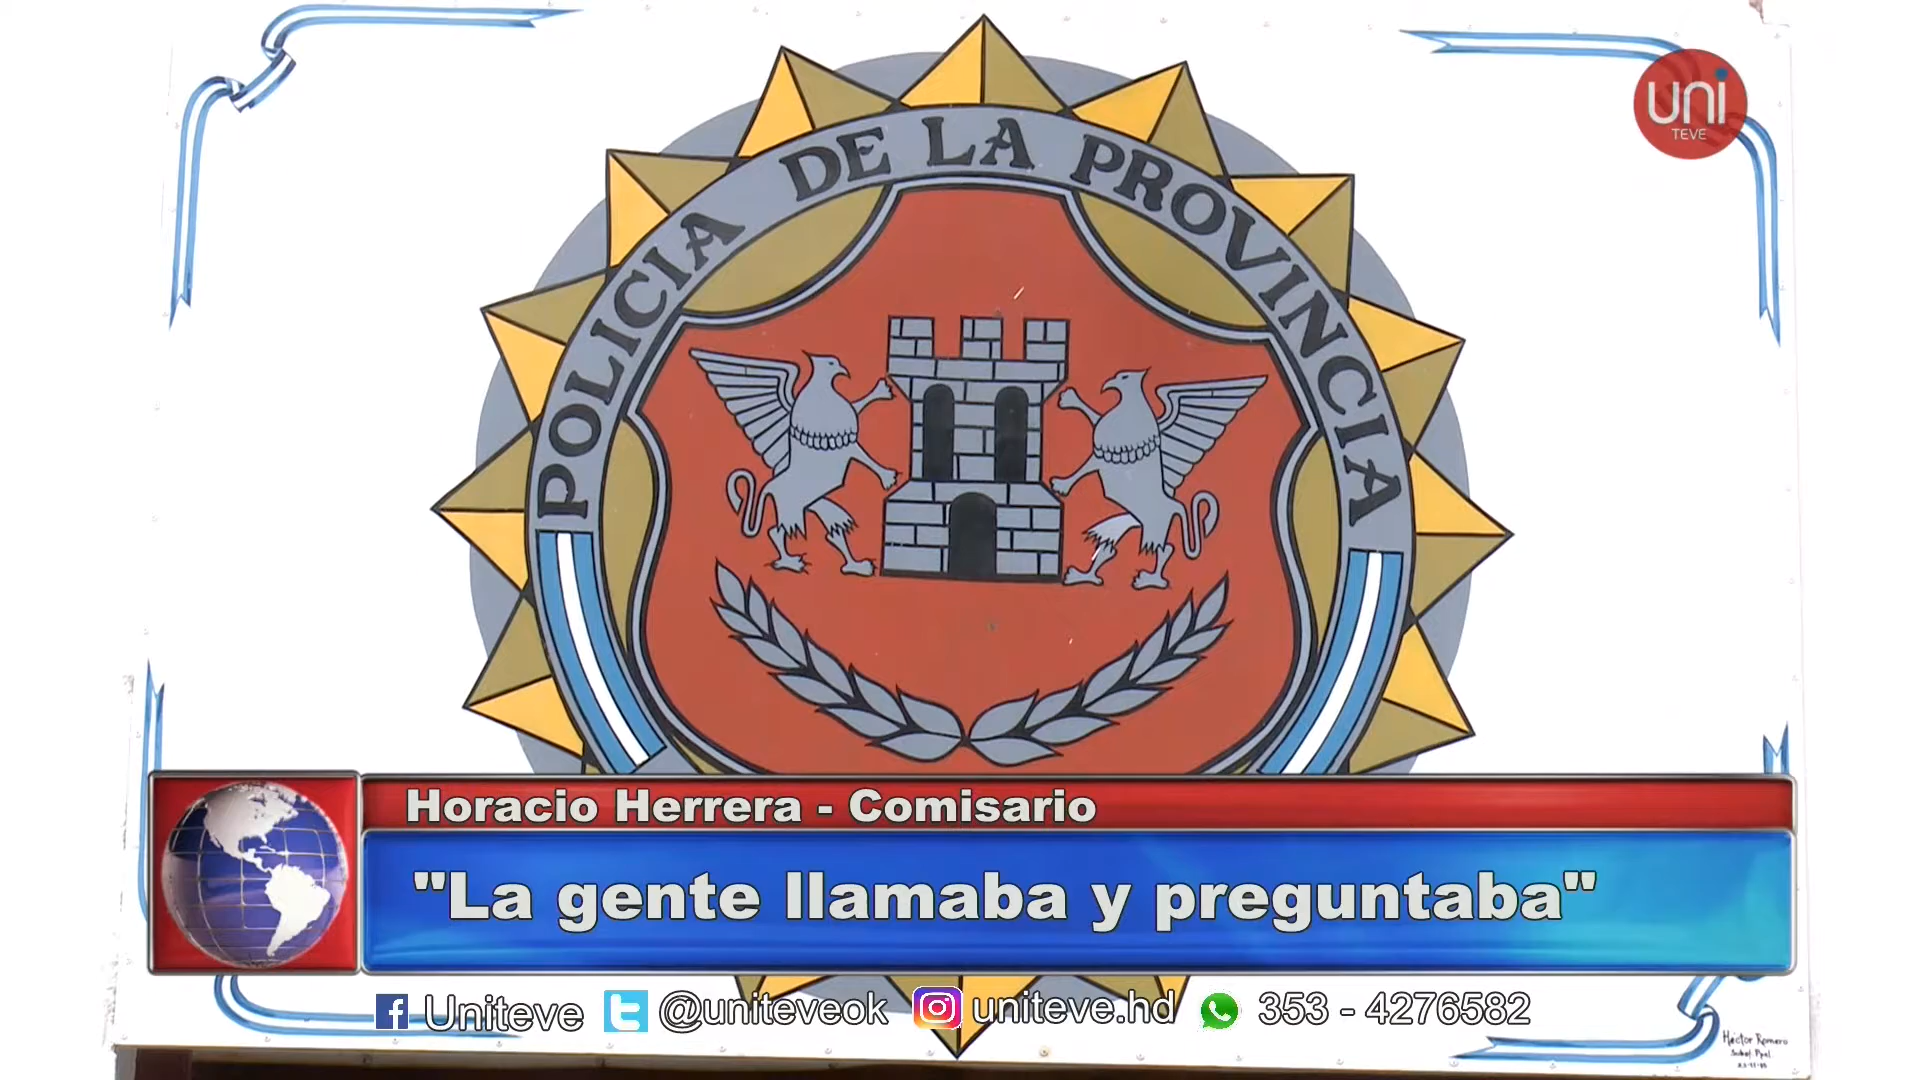 uni
TEVE
POLICIA DE LA PROVINCIA
Horacio Herrera - Comisario
"La gente llamaba y preguntaba"
Uniteve @uniteveok uniteve.hd 353 - 4276582
Héctor Romero